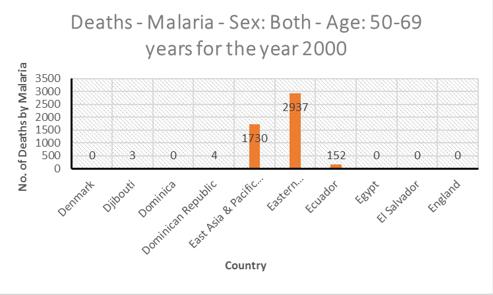 Deaths - Malaria - Sex: Both - Age: 50-69
years for the year 2000
No. of Deaths by Malaria
3500
3000
2500
2000
1500
1000
500
0
0
3
0
4
1730
2937
152
0
0
0
Denmark
Djibouti
Dominica
Dominican Republic
East Asia & Pacific...
Eastern...
Ecuador
Egypt
El Salvador
England
Country